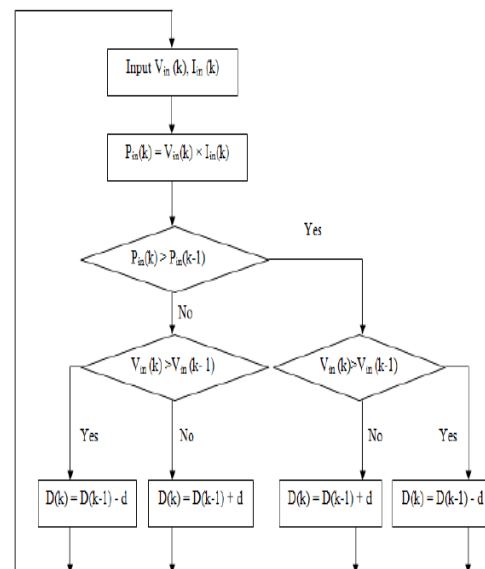 Input V_in (k), I_in (k)
P_in(k) = V_in(k) × I_in(k)
Yes
P_in(k) > P_in(k-1)
No
V_in (k) >V_in (k- 1)
V_in (k)>V_in (k-1)
Yes
No
No
Yes
D(k) = D(k-1) - d
D(k) = D(k-1) + d
D(k) = D(k-1) + d
D(k) = D(k-1) - d